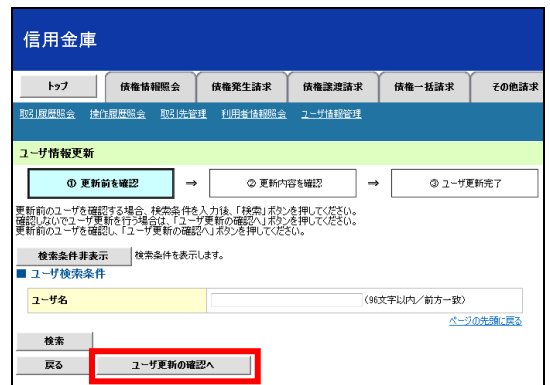 信用金庫
トップ 債権情報照会 債権発生請求 債権譲渡請求 債権一括請求 その他請求
取引履歴照会 操作履歴照会 取引先管理 利用者情報照会 ユーザ情報管理
ユーザ情報更新
① 更新前を確認 ⇒ ② 更新内容を確認 ⇒ ③ ユーザ更新完了
更新前のユーザを確認する場合、検索条件を入力後、「検索」ボタンを押してください。
確認しないでユーザ更新を行う場合は、「ユーザ更新の確認へ」ボタンを押してください。
更新前のユーザを確認し、「ユーザ更新の確認へ」ボタンを押してください。
検索条件非表示 検索条件を表示します。
■ ユーザ検索条件
ユーザ名 (96文字以内／前方一致)
ページの先頭に戻る
検索
戻る ユーザ更新の確認へ